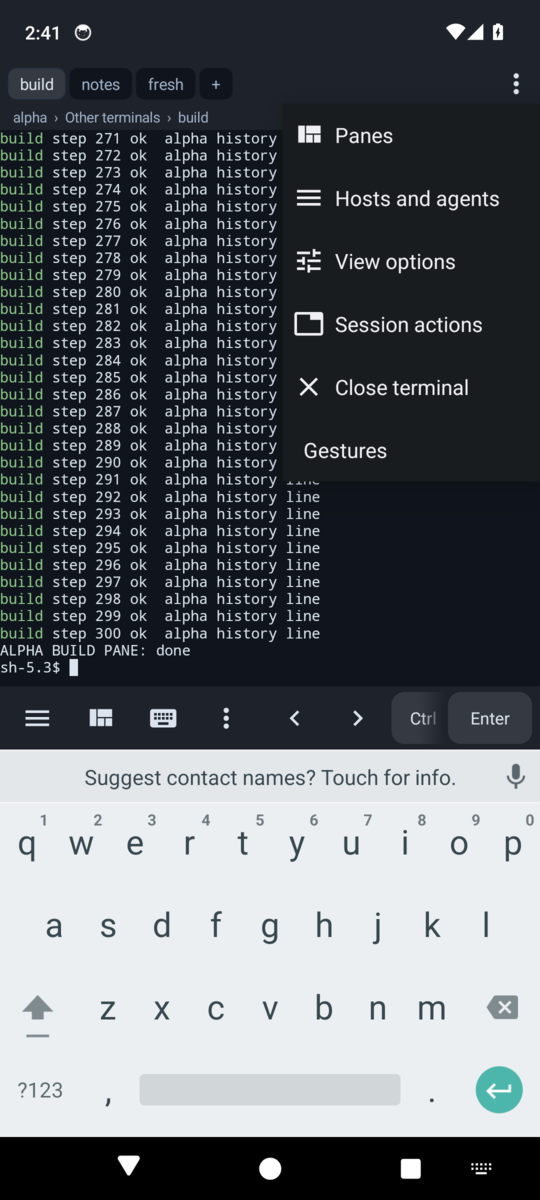 2:41
build notes fresh +
alpha › Other terminals › build
build step 271 ok  alpha history
build step 272 ok  alpha history
build step 273 ok  alpha history
build step 274 ok  alpha history
build step 275 ok  alpha history
build step 276 ok  alpha history
build step 277 ok  alpha history
build step 278 ok  alpha history
build step 279 ok  alpha history
build step 280 ok  alpha history
build step 281 ok  alpha history
build step 282 ok  alpha history
build step 283 ok  alpha history
build step 284 ok  alpha history
build step 285 ok  alpha history
build step 286 ok  alpha history
build step 287 ok  alpha history
build step 288 ok  alpha history
build step 289 ok  alpha history
build step 290 ok  alpha history
build step 291 ok  alpha history line
build step 292 ok  alpha history line
build step 293 ok  alpha history line
build step 294 ok  alpha history line
build step 295 ok  alpha history line
build step 296 ok  alpha history line
build step 297 ok  alpha history line
build step 298 ok  alpha history line
build step 299 ok  alpha history line
build step 300 ok  alpha history line
ALPHA BUILD PANE: done
sh-5.3$
Panes
Hosts and agents
View options
Session actions
Close terminal
Gestures
Ctrl Enter
Suggest contact names? Touch for info.
1 2 3 4 5 6 7 8 9 0
q w e r t y u i o p
a s d f g h j k l
z x c v b n m
?123 , .